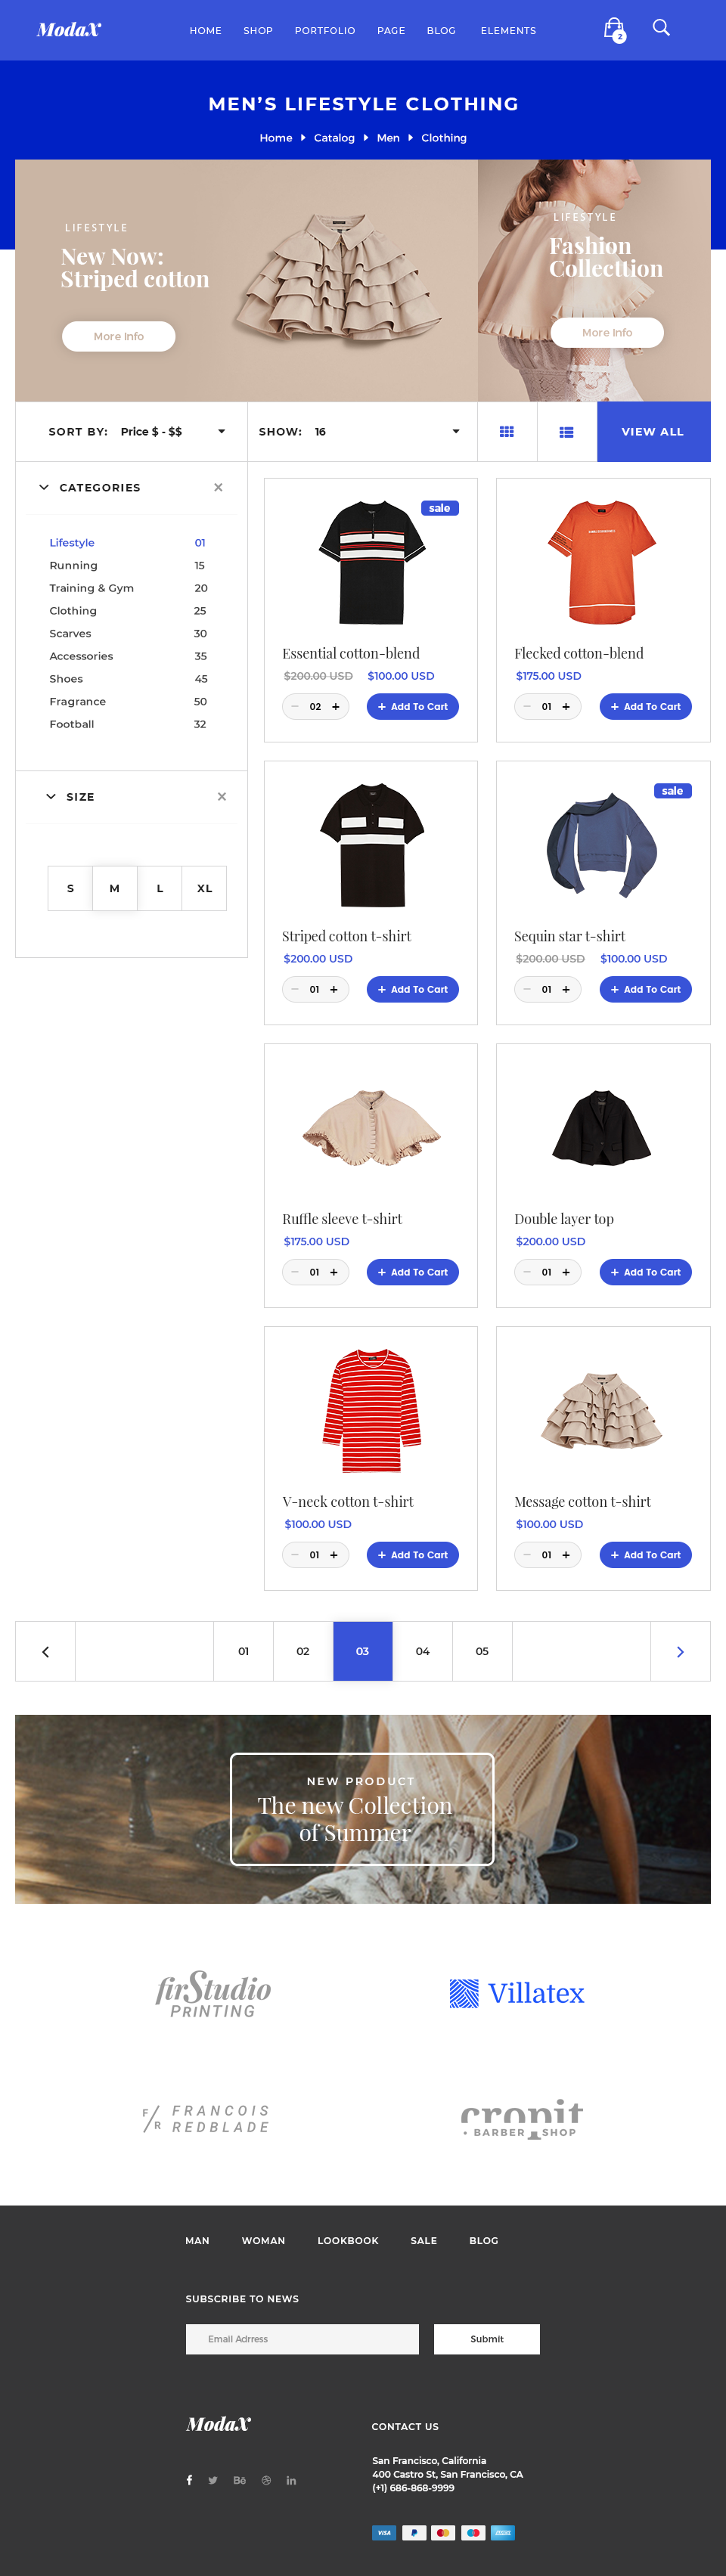 ModaX
HOME SHOP PORTFOLIO PAGE BLOG ELEMENTS
2
MEN'S LIFESTYLE CLOTHING
Home Catalog Men Clothing
LIFESTYLE
New Now:
Striped cotton
More Info
LIFESTYLE
Fashion
Collecttion
More Info
SORT BY: Price $ - $$
SHOW: 16
VIEW ALL
CATEGORIES
Lifestyle 01
Running 15
Training & Gym 20
Clothing 25
Scarves 30
Accessories 35
Shoes 45
Fragrance 50
Football 32
SIZE
S M L XL
sale
Essential cotton-blend
$200.00 USD $100.00 USD
02 + Add To Cart
Flecked cotton-blend
$175.00 USD
01 + Add To Cart
Striped cotton t-shirt
$200.00 USD
01 + Add To Cart
sale
Sequin star t-shirt
$200.00 USD $100.00 USD
01 + Add To Cart
Ruffle sleeve t-shirt
$175.00 USD
01 + Add To Cart
Double layer top
$200.00 USD
01 + Add To Cart
V-neck cotton t-shirt
$100.00 USD
01 + Add To Cart
Message cotton t-shirt
$100.00 USD
01 + Add To Cart
01 02 03 04 05
NEW PRODUCT
The new Collection
of Summer
firStudio
PRINTING
Villatex
F/R FRANCOIS
REDBLADE
cropit
BARBER SHOP
MAN WOMAN LOOKBOOK SALE BLOG
SUBSCRIBE TO NEWS
Email Adrress
Submit
ModaX
CONTACT US
San Francisco, California
400 Castro St, San Francisco, CA
(+1) 686-868-9999
VISA